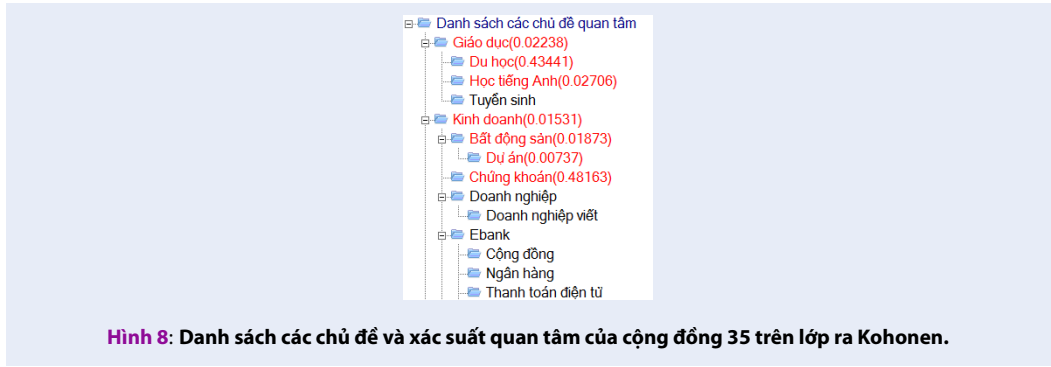 Danh sách các chủ đề quan tâm
Giáo dục(0.02238)
Du học(0.43441)
Học tiếng Anh(0.02706)
Tuyển sinh
Kinh doanh(0.01531)
Bất động sản(0.01873)
Dự án(0.00737)
Chứng khoán(0.48163)
Doanh nghiệp
Doanh nghiệp viết
Ebank
Cộng đồng
Ngân hàng
Thanh toán điện tử
Hình 8: Danh sách các chủ đề và xác suất quan tâm của cộng đồng 35 trên lớp ra Kohonen.